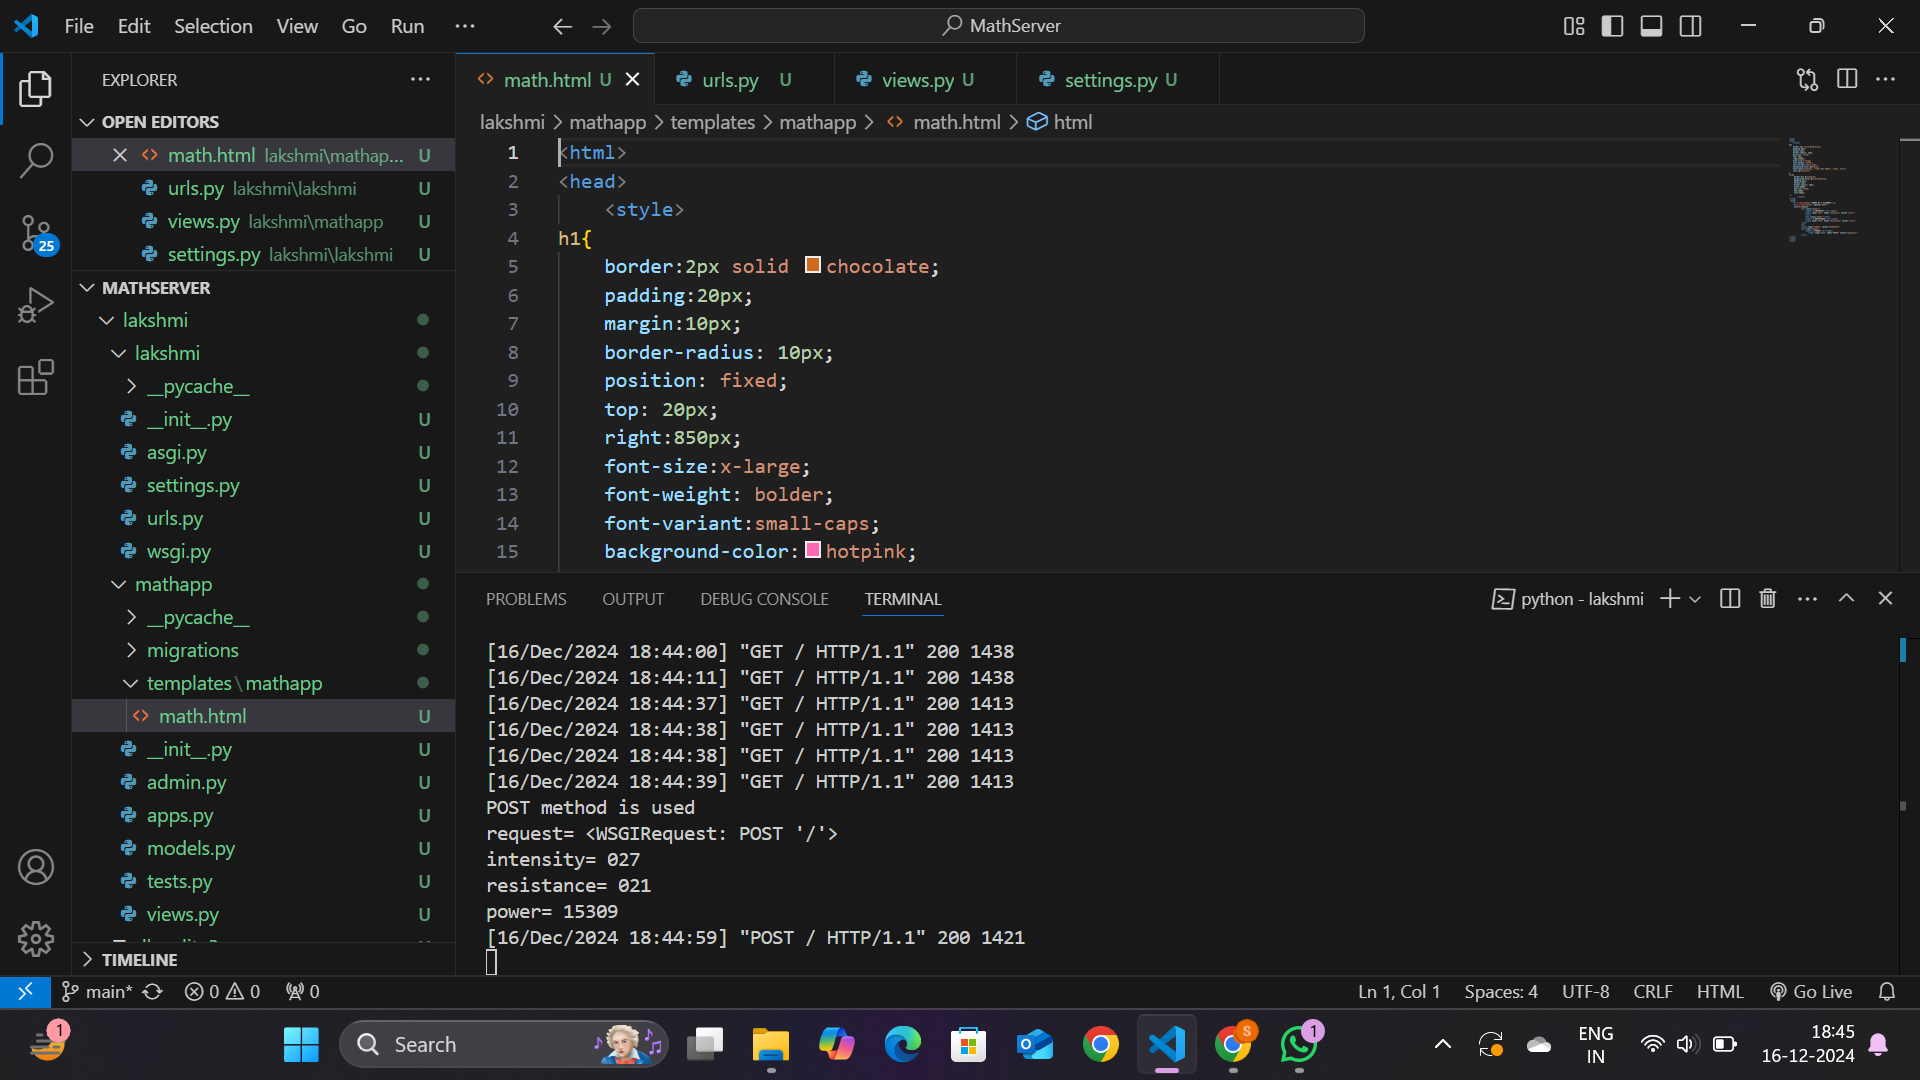 File Edit Selection View Go Run ··· MathServer
EXPLORER ···
OPEN EDITORS
math.html lakshmi\mathap... U
urls.py lakshmi\lakshmi U
views.py lakshmi\mathapp U
settings.py lakshmi\lakshmi U
25
MATHSERVER
lakshmi
lakshmi
__pycache__
__init__.py U
asgi.py U
settings.py U
urls.py U
wsgi.py U
mathapp
__pycache__
migrations
templates\mathapp
math.html U
__init__.py U
admin.py U
apps.py U
models.py U
tests.py U
views.py U
TIMELINE
math.html U urls.py U views.py U settings.py U ···
lakshmi > mathapp > templates > mathapp > <> math.html > html
1 <html>
2 <head>
3 <style>
4 h1{
5 border:2px solid chocolate;
6 padding:20px;
7 margin:10px;
8 border-radius: 10px;
9 position: fixed;
10 top: 20px;
11 right:850px;
12 font-size:x-large;
13 font-weight: bolder;
14 font-variant:small-caps;
15 background-color: hotpink;
PROBLEMS OUTPUT DEBUG CONSOLE TERMINAL python - lakshmi
[16/Dec/2024 18:44:00] "GET / HTTP/1.1" 200 1438
[16/Dec/2024 18:44:11] "GET / HTTP/1.1" 200 1438
[16/Dec/2024 18:44:37] "GET / HTTP/1.1" 200 1413
[16/Dec/2024 18:44:38] "GET / HTTP/1.1" 200 1413
[16/Dec/2024 18:44:38] "GET / HTTP/1.1" 200 1413
[16/Dec/2024 18:44:39] "GET / HTTP/1.1" 200 1413
POST method is used
request= <WSGIRequest: POST '/'>
intensity= 027
resistance= 021
power= 15309
[16/Dec/2024 18:44:59] "POST / HTTP/1.1" 200 1421
main* 0 0 0 Ln 1, Col 1 Spaces: 4 UTF-8 CRLF HTML Go Live
1 Search S 1 ENG IN 18:45
16-12-2024